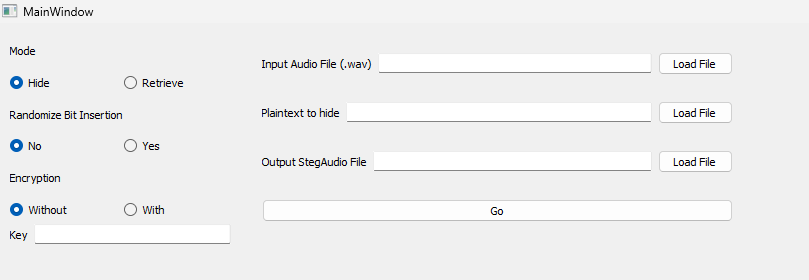 MainWindow
Mode
Hide Retrieve
Randomize Bit Insertion
No Yes
Encryption
Without With
Key
Input Audio File (.wav) Load File
Plaintext to hide Load File
Output StegAudio File Load File
Go